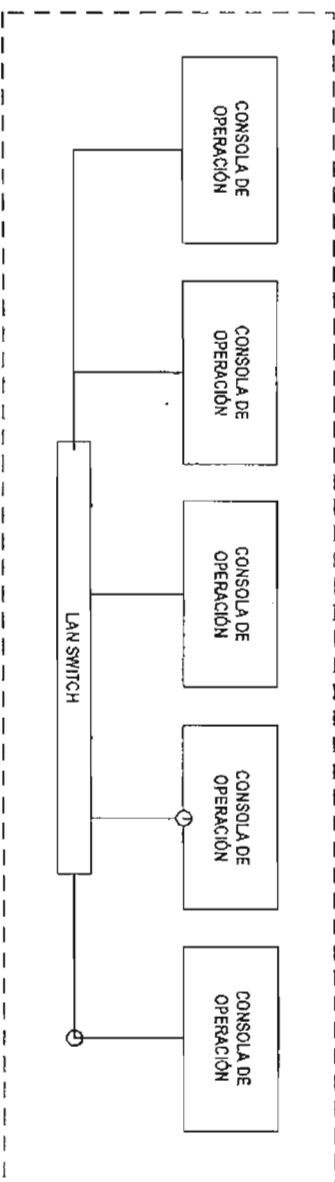 CONSOLA DE
OPERACIÓN
CONSOLA DE
OPERACIÓN
CONSOLA DE
OPERACIÓN
CONSOLA DE
OPERACIÓN
CONSOLA DE
OPERACIÓN
LAN SWITCH